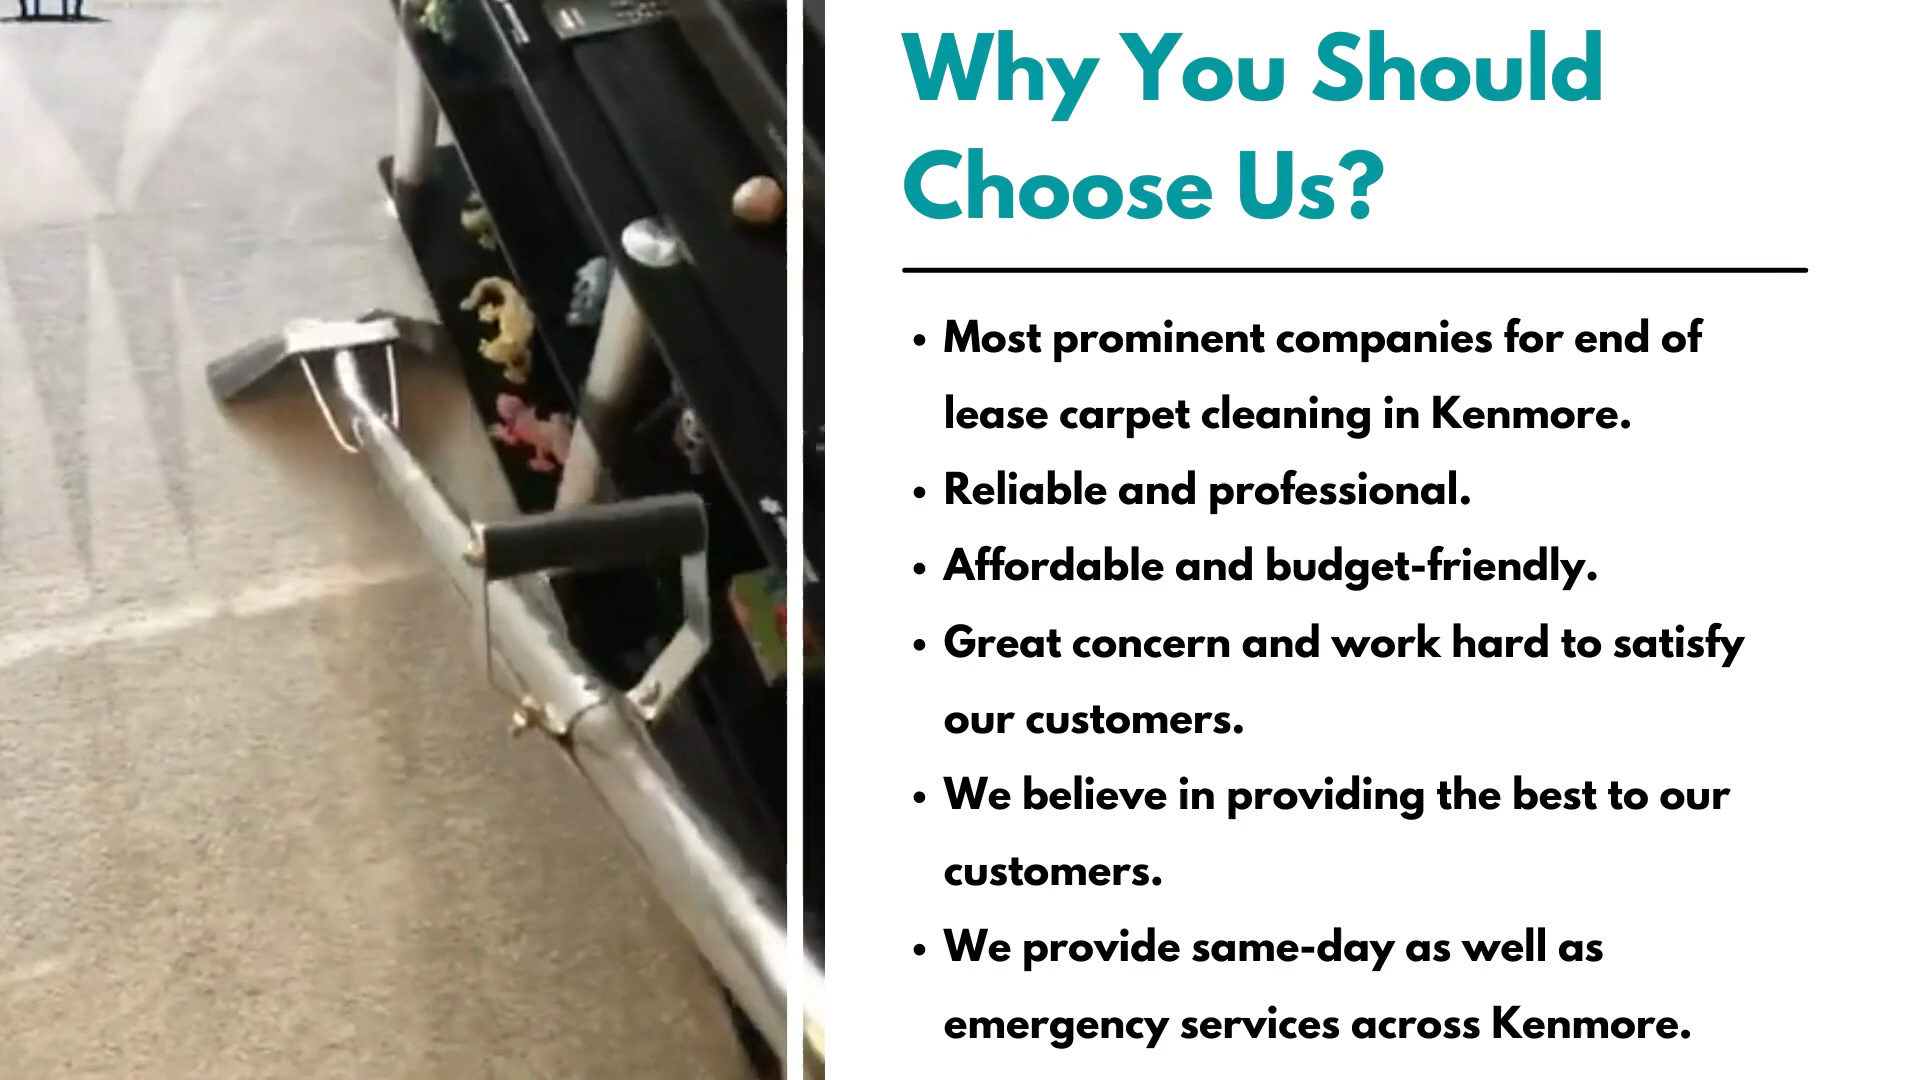 Why You Should
Choose Us?
• Most prominent companies for end of
lease carpet cleaning in Kenmore.
• Reliable and professional.
• Affordable and budget-friendly.
• Great concern and work hard to satisfy
our customers.
• We believe in providing the best to our
customers.
• We provide same-day as well as
emergency services across Kenmore.